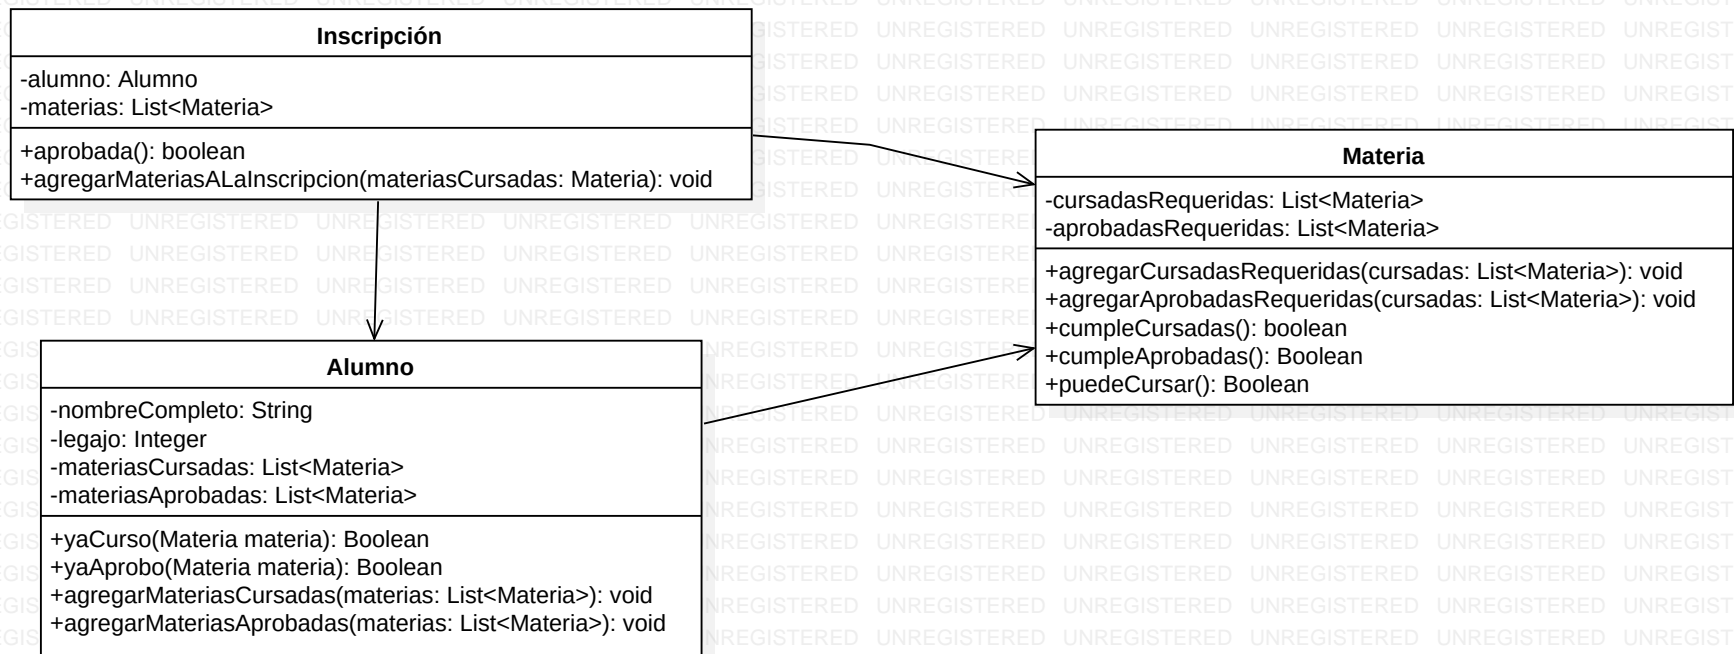 Inscripción
-alumno: Alumno
-materias: List<Materia>
+aprobada(): boolean
+agregarMateriasALaInscripcion(materiasCursadas: Materia): void
Materia
-cursadasRequeridas: List<Materia>
-aprobadasRequeridas: List<Materia>
+agregarCursadasRequeridas(cursadas: List<Materia>): void
+agregarAprobadasRequeridas(cursadas: List<Materia>): void
+cumpleCursadas(): boolean
+cumpleAprobadas(): Boolean
+puedeCursar(): Boolean
Alumno
-nombreCompleto: String
-legajo: Integer
-materiasCursadas: List<Materia>
-materiasAprobadas: List<Materia>
+yaCurso(Materia materia): Boolean
+yaAprobo(Materia materia): Boolean
+agregarMateriasCursadas(materias: List<Materia>): void
+agregarMateriasAprobadas(materias: List<Materia>): void
UNREGISTERED